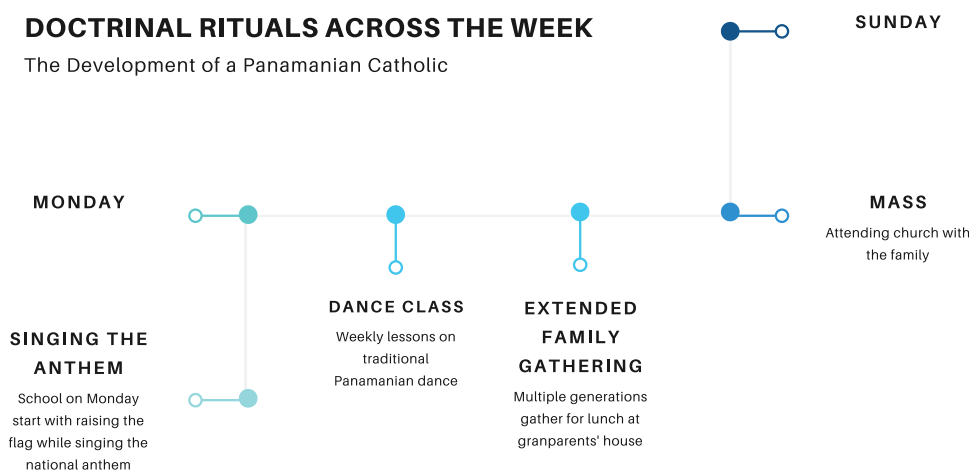 DOCTRINAL RITUALS ACROSS THE WEEK
The Development of a Panamanian Catholic
SUNDAY
MONDAY
MASS
Attending church with
the family
SINGING THE
ANTHEM
School on Monday
start with raising the
flag while singing the
national anthem
DANCE CLASS
Weekly lessons on
traditional
Panamanian dance
EXTENDED
FAMILY
GATHERING
Multiple generations
gather for lunch at
granparents' house